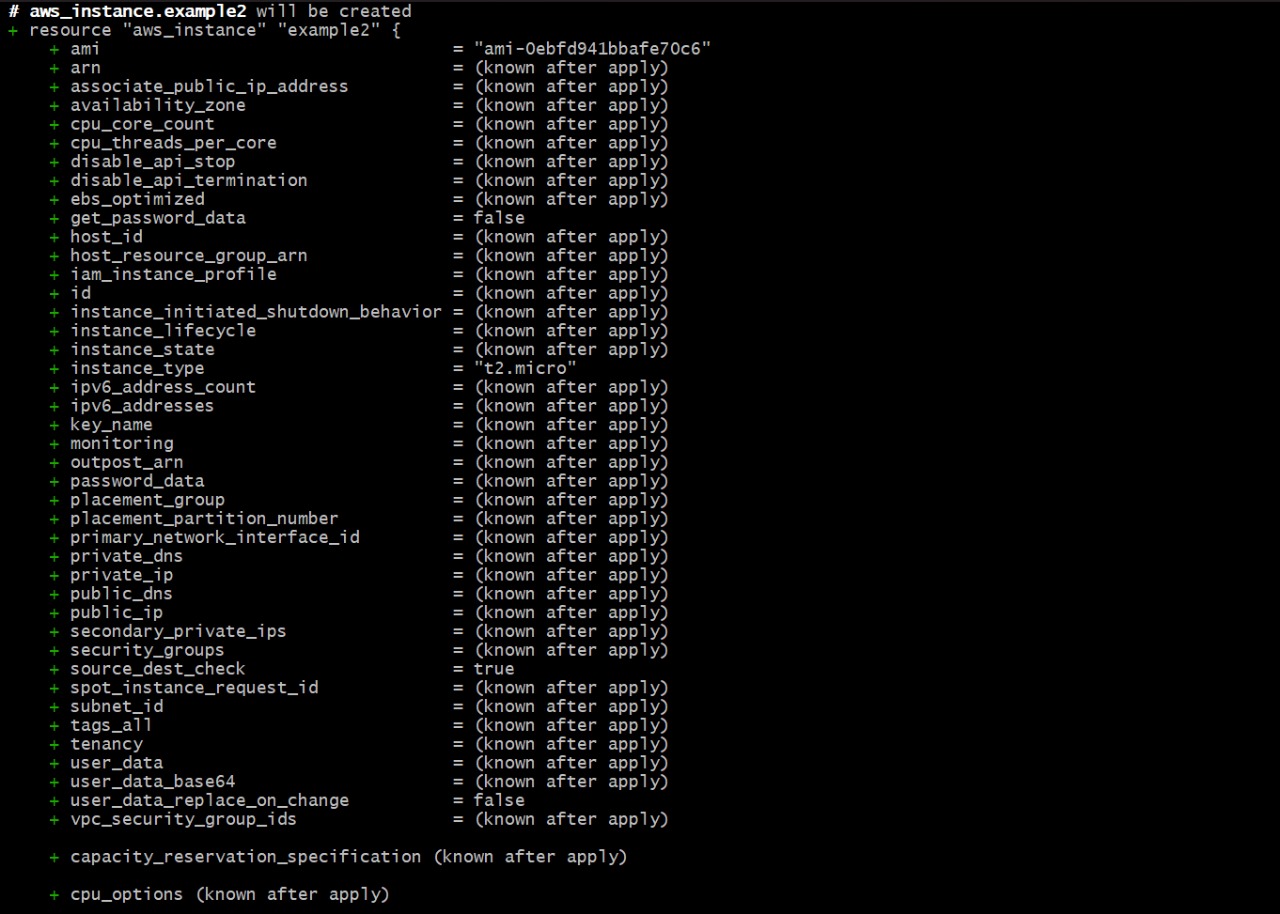 # aws_instance.example2 will be created
+ resource "aws_instance" "example2" {
    + ami                                  = "ami-0ebfd941bbafe70c6"
    + arn                                  = (known after apply)
    + associate_public_ip_address          = (known after apply)
    + availability_zone                    = (known after apply)
    + cpu_core_count                       = (known after apply)
    + cpu_threads_per_core                 = (known after apply)
    + disable_api_stop                     = (known after apply)
    + disable_api_termination              = (known after apply)
    + ebs_optimized                        = (known after apply)
    + get_password_data                    = false
    + host_id                              = (known after apply)
    + host_resource_group_arn              = (known after apply)
    + iam_instance_profile                 = (known after apply)
    + id                                   = (known after apply)
    + instance_initiated_shutdown_behavior = (known after apply)
    + instance_lifecycle                   = (known after apply)
    + instance_state                       = (known after apply)
    + instance_type                        = "t2.micro"
    + ipv6_address_count                   = (known after apply)
    + ipv6_addresses                       = (known after apply)
    + key_name                             = (known after apply)
    + monitoring                           = (known after apply)
    + outpost_arn                          = (known after apply)
    + password_data                        = (known after apply)
    + placement_group                      = (known after apply)
    + placement_partition_number           = (known after apply)
    + primary_network_interface_id         = (known after apply)
    + private_dns                          = (known after apply)
    + private_ip                           = (known after apply)
    + public_dns                           = (known after apply)
    + public_ip                            = (known after apply)
    + secondary_private_ips                = (known after apply)
    + security_groups                      = (known after apply)
    + source_dest_check                    = true
    + spot_instance_request_id             = (known after apply)
    + subnet_id                            = (known after apply)
    + tags_all                             = (known after apply)
    + tenancy                              = (known after apply)
    + user_data                            = (known after apply)
    + user_data_base64                     = (known after apply)
    + user_data_replace_on_change          = false
    + vpc_security_group_ids               = (known after apply)

    + capacity_reservation_specification (known after apply)

    + cpu_options (known after apply)